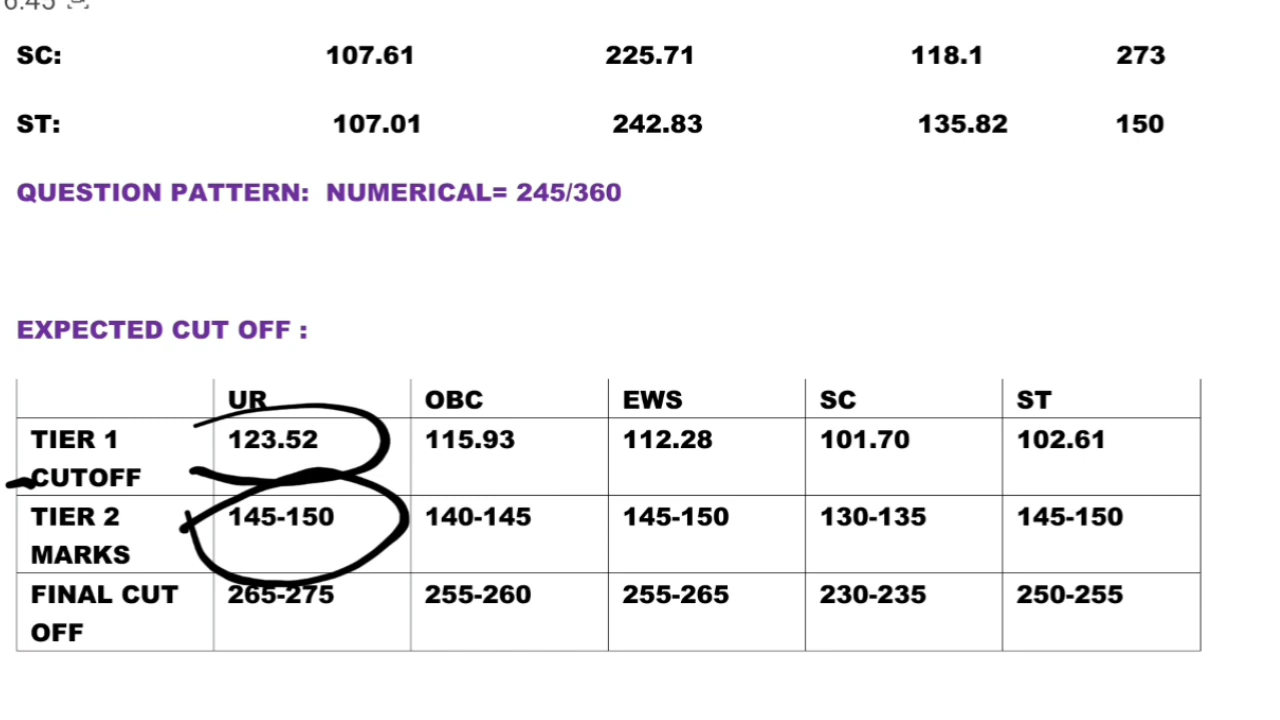 6:45
SC: 107.61 225.71 118.1 273
ST: 107.01 242.83 135.82 150
QUESTION PATTERN: NUMERICAL= 245/360
EXPECTED CUT OFF :
UR OBC EWS SC ST
TIER 1 CUTOFF 123.52 115.93 112.28 101.70 102.61
TIER 2 MARKS 145-150 140-145 145-150 130-135 145-150
FINAL CUT OFF 265-275 255-260 255-265 230-235 250-255